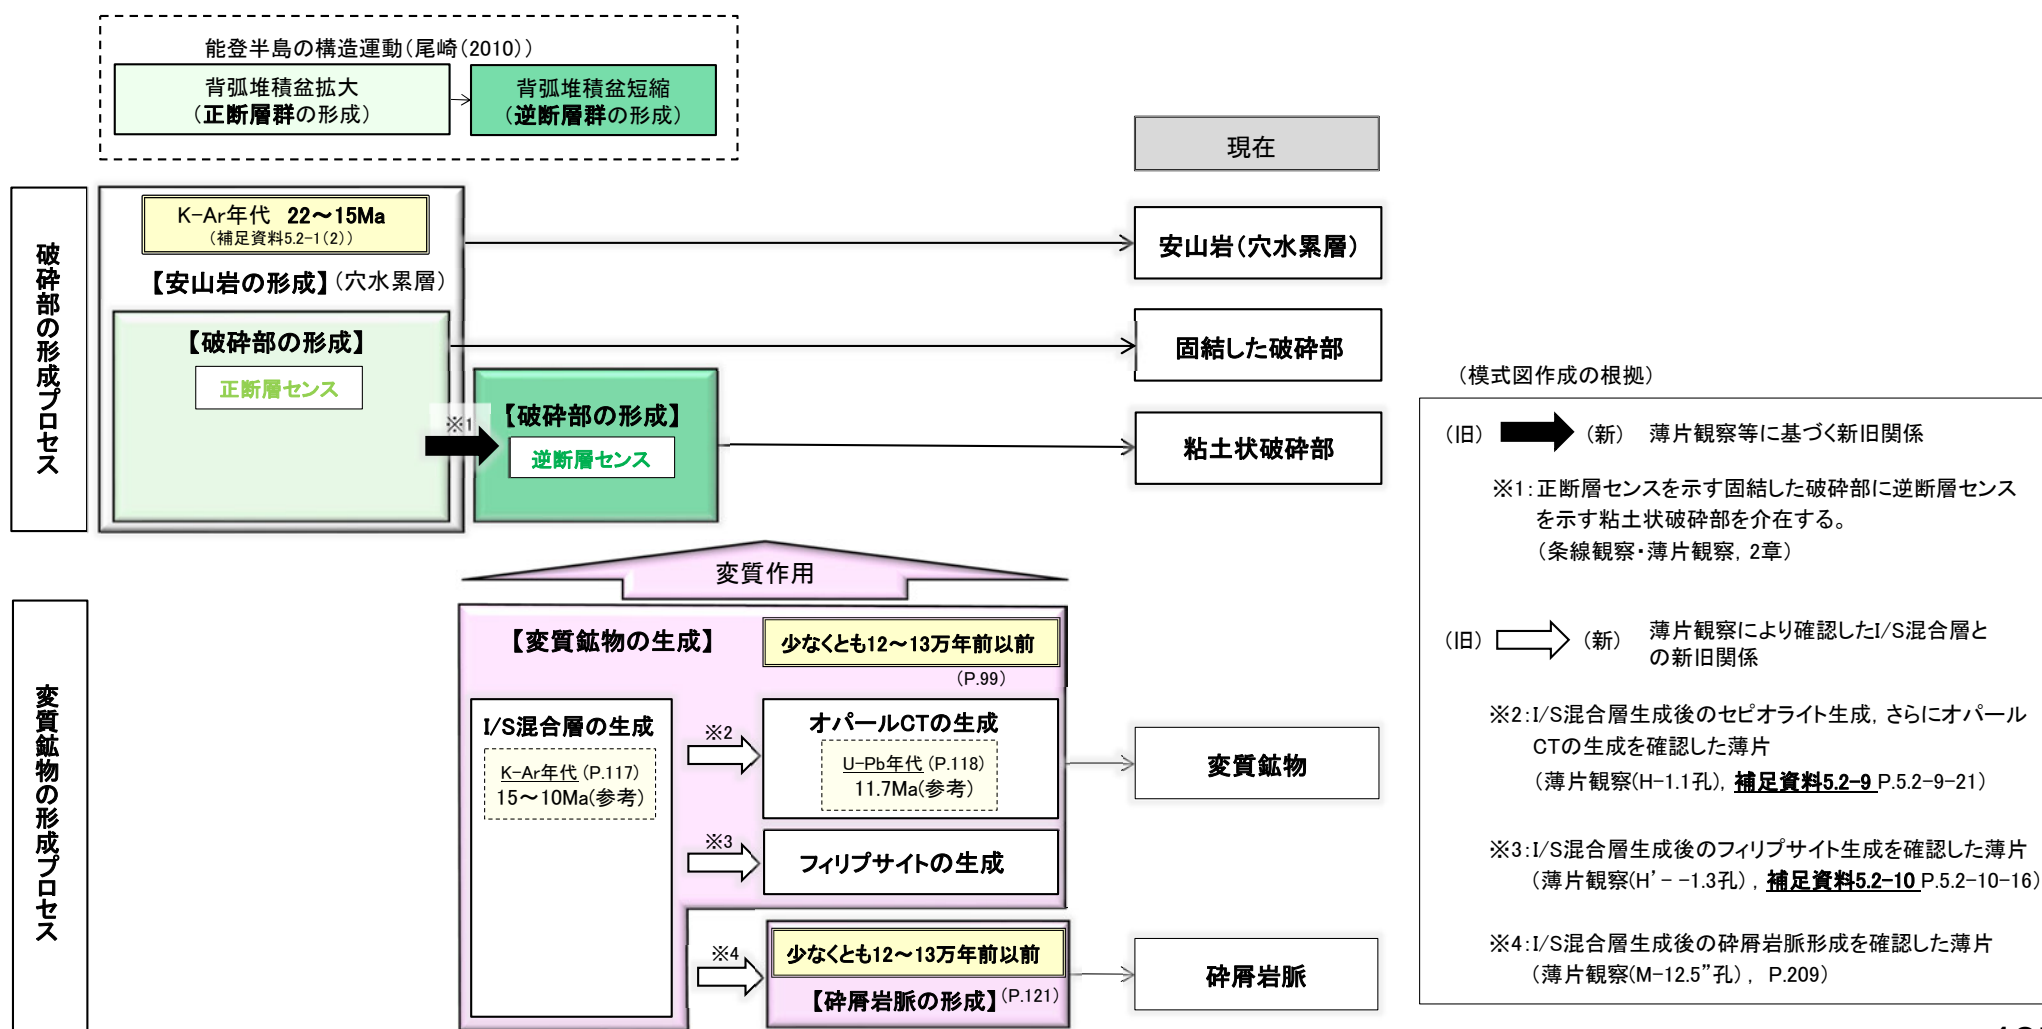 能登半島の構造運動(尾崎(2010))
背弧堆積盆拡大
(正断層群の形成)
背弧堆積盆短縮
(逆断層群の形成)
現在
破砕部の形成プロセス
K-Ar年代 22~15Ma
(補足資料5.2-1(2))
【安山岩の形成】(穴水累層)
安山岩(穴水累層)
【破砕部の形成】
正断層センス
固結した破砕部
※1
【破砕部の形成】
逆断層センス
粘土状破砕部
変質作用
変質鉱物の形成プロセス
【変質鉱物の生成】
少なくとも12~13万年前以前
(P.99)
I/S混合層の生成
K-Ar年代 (P.117)
15~10Ma(参考)
※2
オパールCTの生成
U-Pb年代 (P.118)
11.7Ma(参考)
変質鉱物
※3
フィリプサイトの生成
※4
少なくとも12~13万年前以前
【砕屑岩脈の形成】(P.121)
砕屑岩脈
(模式図作成の根拠)
(旧) (新) 薄片観察等に基づく新旧関係
※1:正断層センスを示す固結した破砕部に逆断層センス
を示す粘土状破砕部を介在する。
(条線観察・薄片観察, 2章)
(旧) (新) 薄片観察により確認したI/S混合層と
の新旧関係
※2:I/S混合層生成後のセピオライト生成, さらにオパール
CTの生成を確認した薄片
(薄片観察(H-1.1孔), 補足資料5.2-9 P.5.2-9-21)
※3:I/S混合層生成後のフィリプサイト生成を確認した薄片
(薄片観察(H’- -1.3孔), 補足資料5.2-10 P.5.2-10-16)
※4:I/S混合層生成後の砕屑岩脈形成を確認した薄片
(薄片観察(M-12.5”孔), P.209)